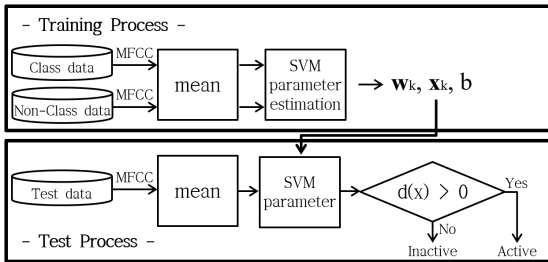 - Training Process -
Class data
MFCC
Non-Class data
MFCC
mean
SVM
parameter
estimation
wk, xk, b
Test data
MFCC
mean
SVM
parameter
d(x) > 0
Yes
No
Inactive
Active
- Test Process -